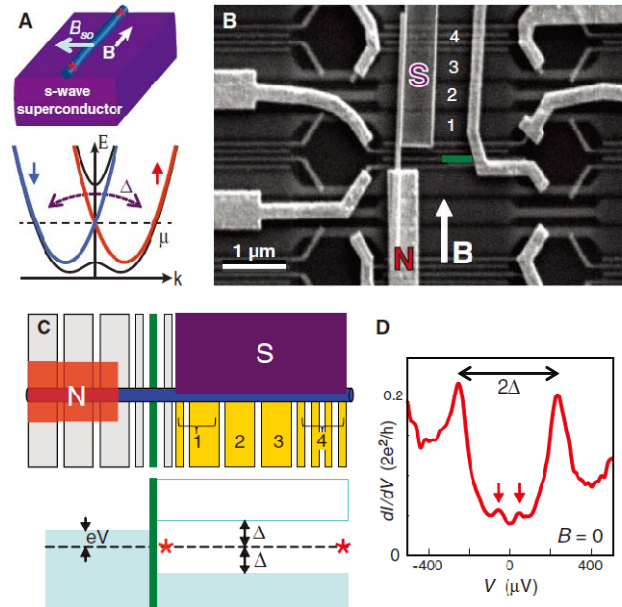 A
B_so
B
s-wave
superconductor
E
Δ
μ
k
B
S
4
3
2
1
1 μm
B
N
C
N
S
1
2
3
4
eV
Δ
Δ
D
2Δ
0.2
dI/dV (2e²/h)
0
B = 0
-400
0
400
V (μV)